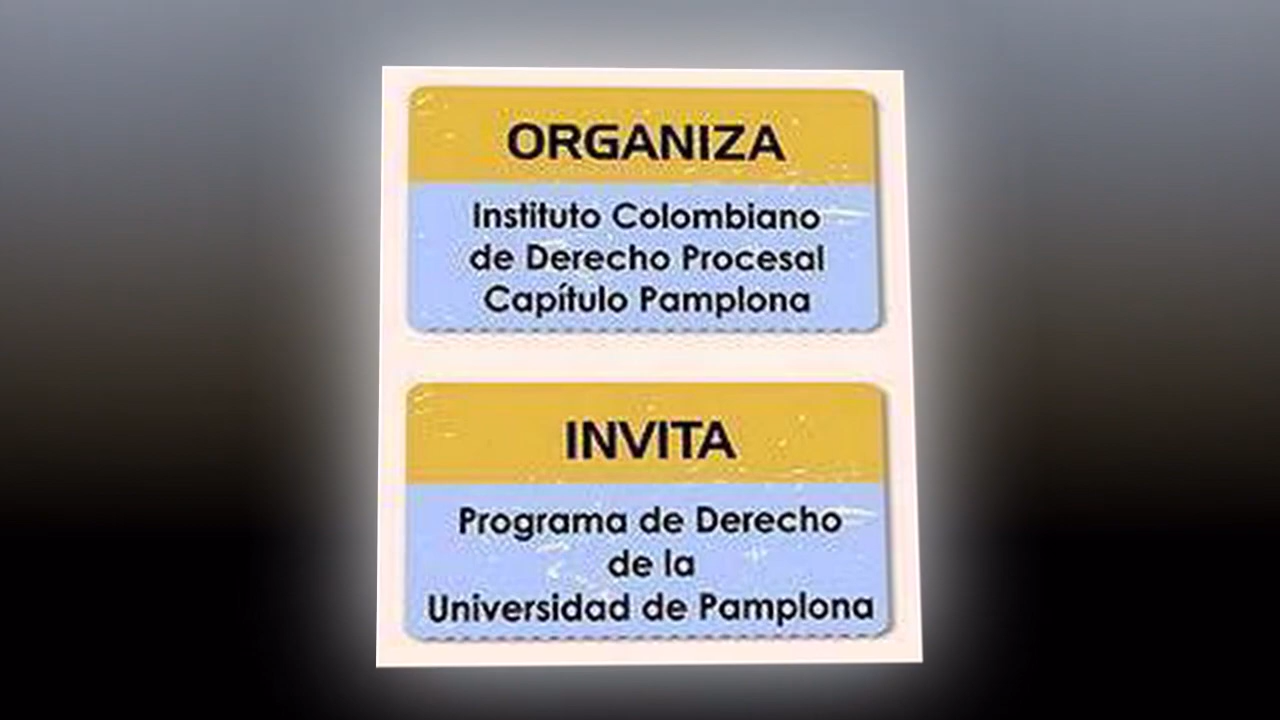 ORGANIZA
Instituto Colombiano
de Derecho Procesal
Capítulo Pamplona
INVITA
Programa de Derecho
de la
Universidad de Pamplona